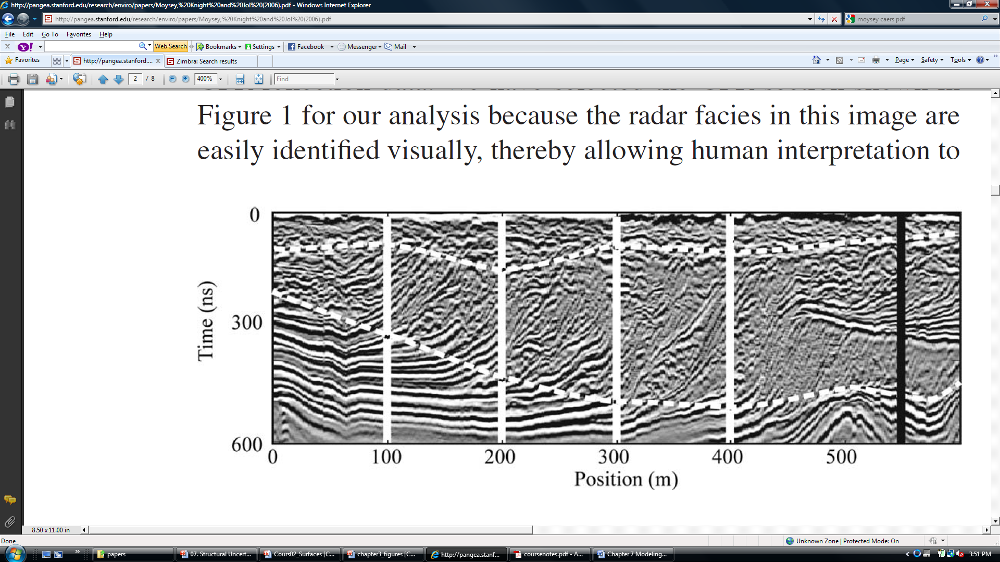 http://pangea.stanford.edu/research/enviro/papers/Moysey,%20Knight%20and%20Jol%20(2006).pdf - Windows Internet Explorer
http://pangea.stanford.edu/research/enviro/papers/Moysey,%20Knight%20and%20Jol%20(2006).pdf
moysey caers pdf
File Edit Go To Favorites Help
Y! Web Search Bookmarks Settings Facebook Messenger Mail
Favorites http://pangea.stanford.... Zimbra: Search results Page Safety Tools
2 / 8 400% Find
Figure 1 for our analysis because the radar facies in this image are
easily identified visually, thereby allowing human interpretation to
0
300
600
Time (ns)
0 100 200 300 400 500
Position (m)
8.50 x 11.00 in
Done Unknown Zone | Protected Mode: On
papers 07. Structural Uncert... Cours02_Surfaces [C... chapter3_figures [C... http://pangea.stanf... coursenotes.pdf - A... Chapter 7 Modeling... 3:51 PM